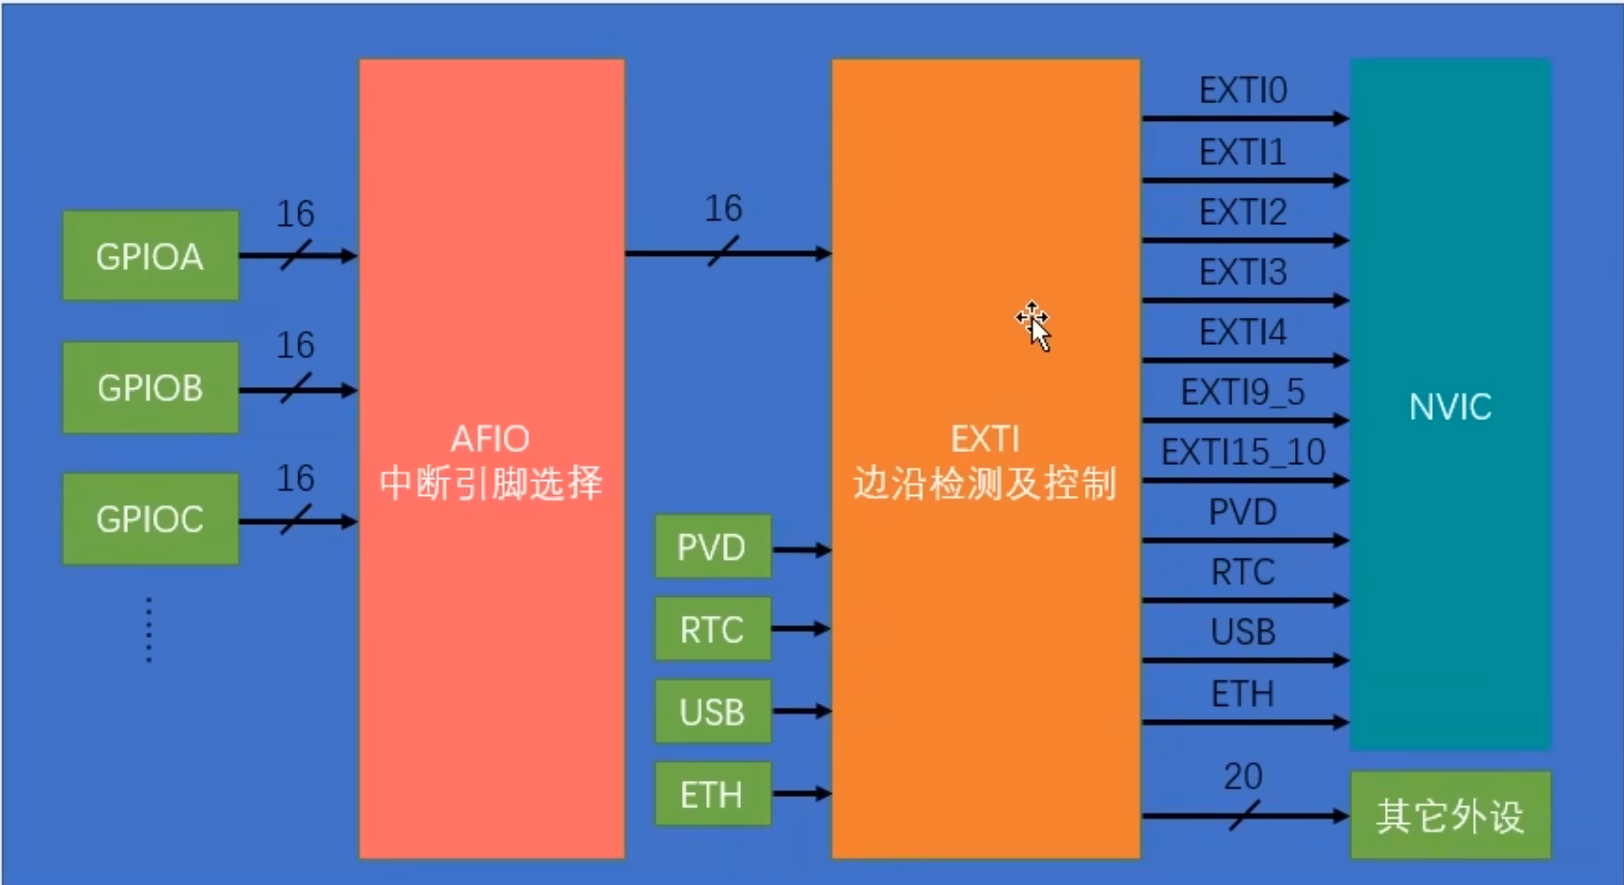 16
GPIOA
16
GPIOB
16
GPIOC
AFIO
中断引脚选择
16
PVD
RTC
USB
ETH
EXTI
边沿检测及控制
EXTI0
EXTI1
EXTI2
EXTI3
EXTI4
EXTI9_5
EXTI15_10
PVD
RTC
USB
ETH
20
NVIC
其它外设